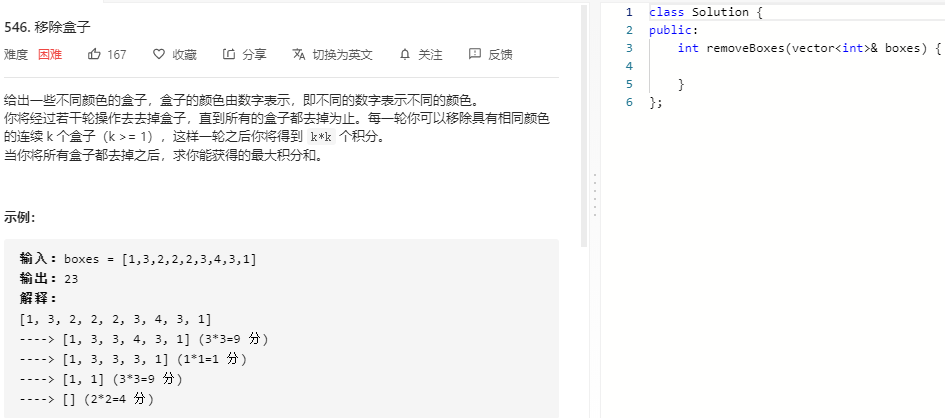 546. 移除盒子
难度 困难 167 收藏 分享 切换为英文 关注 反馈
给出一些不同颜色的盒子，盒子的颜色由数字表示，即不同的数字表示不同的颜色。
你将经过若干轮操作去去掉盒子，直到所有的盒子都去掉为止。每一轮你可以移除具有相同颜色
的连续 k 个盒子（k >= 1），这样一轮之后你将得到 k*k 个积分。
当你将所有盒子都去掉之后，求你能获得的最大积分和。
示例：
输入：boxes = [1,3,2,2,2,3,4,3,1]
输出：23
解释：
[1, 3, 2, 2, 2, 3, 4, 3, 1]
----> [1, 3, 3, 4, 3, 1] (3*3=9 分)
----> [1, 3, 3, 3, 1] (1*1=1 分)
----> [1, 1] (3*3=9 分)
----> [] (2*2=4 分)
1 class Solution {
2 public:
3 int removeBoxes(vector<int>& boxes) {
4
5 }
6 };